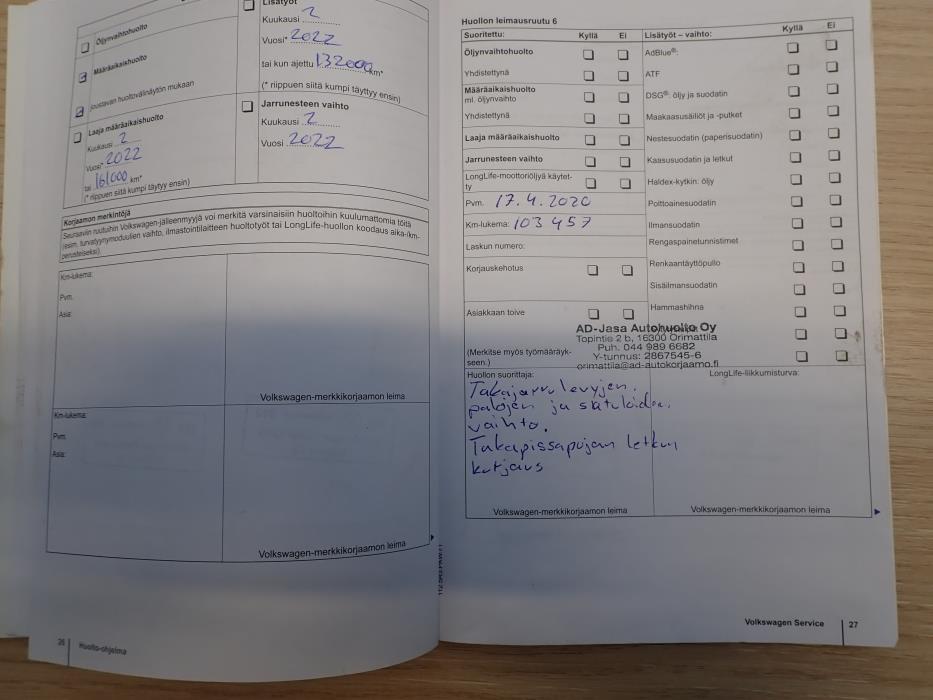 Öljynvaihtohuolto
Määräaikaishuolto
joustavan huoltovälinäytön mukaan
Laaja määräaikaishuolto
Kuukausi 2
Vuosi* 2022
tai 161000 km*
(* riippuen siitä kumpi täytyy ensin)
Lisätyöt
Kuukausi 2
Vuosi* 2022
tai kun ajettu 132000 km*
(* riippuen siitä kumpi täyttyy ensin)
Jarrunesteen vaihto
Kuukausi 2
Vuosi 2022
Korjaamon merkintöjä
Seuraaviin ruutuihin Volkswagen-jälleenmyyjä voi merkitä varsinaisiin huoltoihin kuulumattomia töitä
(esim. turvatyynymoduulien vaihto, ilmastointilaitteen huoltotyöt tai LongLife-huollon koodaus aika-/km-
perusteiseksi).
Km-lukema:
Pvm.
Asia:
Volkswagen-merkkikorjaamon leima
Km-lukema:
Pvm.
Asia:
Volkswagen-merkkikorjaamon leima
26 Huolto-ohjelma
Huollon leimausruutu 6
Suoritettu: Kyllä Ei
Öljynvaihtohuolto
Yhdistettynä
Määräaikaishuolto
ml. öljynvaihto
Yhdistettynä
Laaja määräaikaishuolto
Jarrunesteen vaihto
LongLife-moottoriöljyä käytet-
ty
Pvm. 17.4.2020
Km-lukema: 103457
Laskun numero:
Korjauskehotus
Asiakkaan toive
(Merkitse myös työmääräyk-
seen.)
Lisätyöt – vaihto: Kyllä Ei
AdBlue®:
ATF
DSG®: öljy ja suodatin
Maakaasusäiliöt ja -putket
Nestesuodatin (paperisuodatin)
Kaasusuodatin ja letkut
Haldex-kytkin: öljy
Polttoainesuodatin
Ilmansuodatin
Rengaspainetunnistimet
Renkaantäyttöpullo
Sisäilmansuodatin
Hammashihna
AD-Jasa Autohuolto Oy
Topintie 2 b, 16300 Orimattila
Puh. 044 989 6682
Y-tunnus: 2867545-6
orimattila@ad-autokorjaamo.fi
Huollon suorittaja:
Takajarrulevyjen,
palojen ja satuloiden
vaihto.
Takapissapojan letkun
korjaus
Volkswagen-merkkikorjaamon leima
LongLife-liikkumisturva:
Volkswagen-merkkikorjaamon leima
Volkswagen Service 27